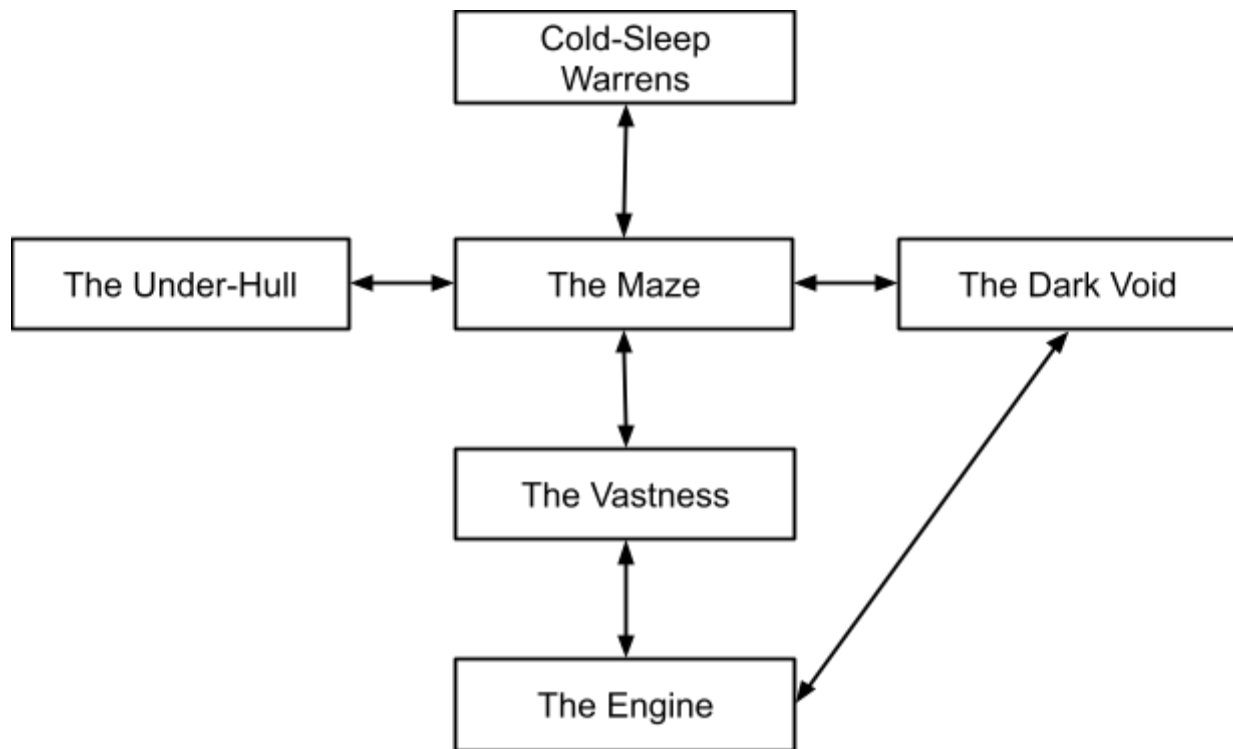 Cold-Sleep
Warrens
The Under-Hull
The Maze
The Dark Void
The Vastness
The Engine